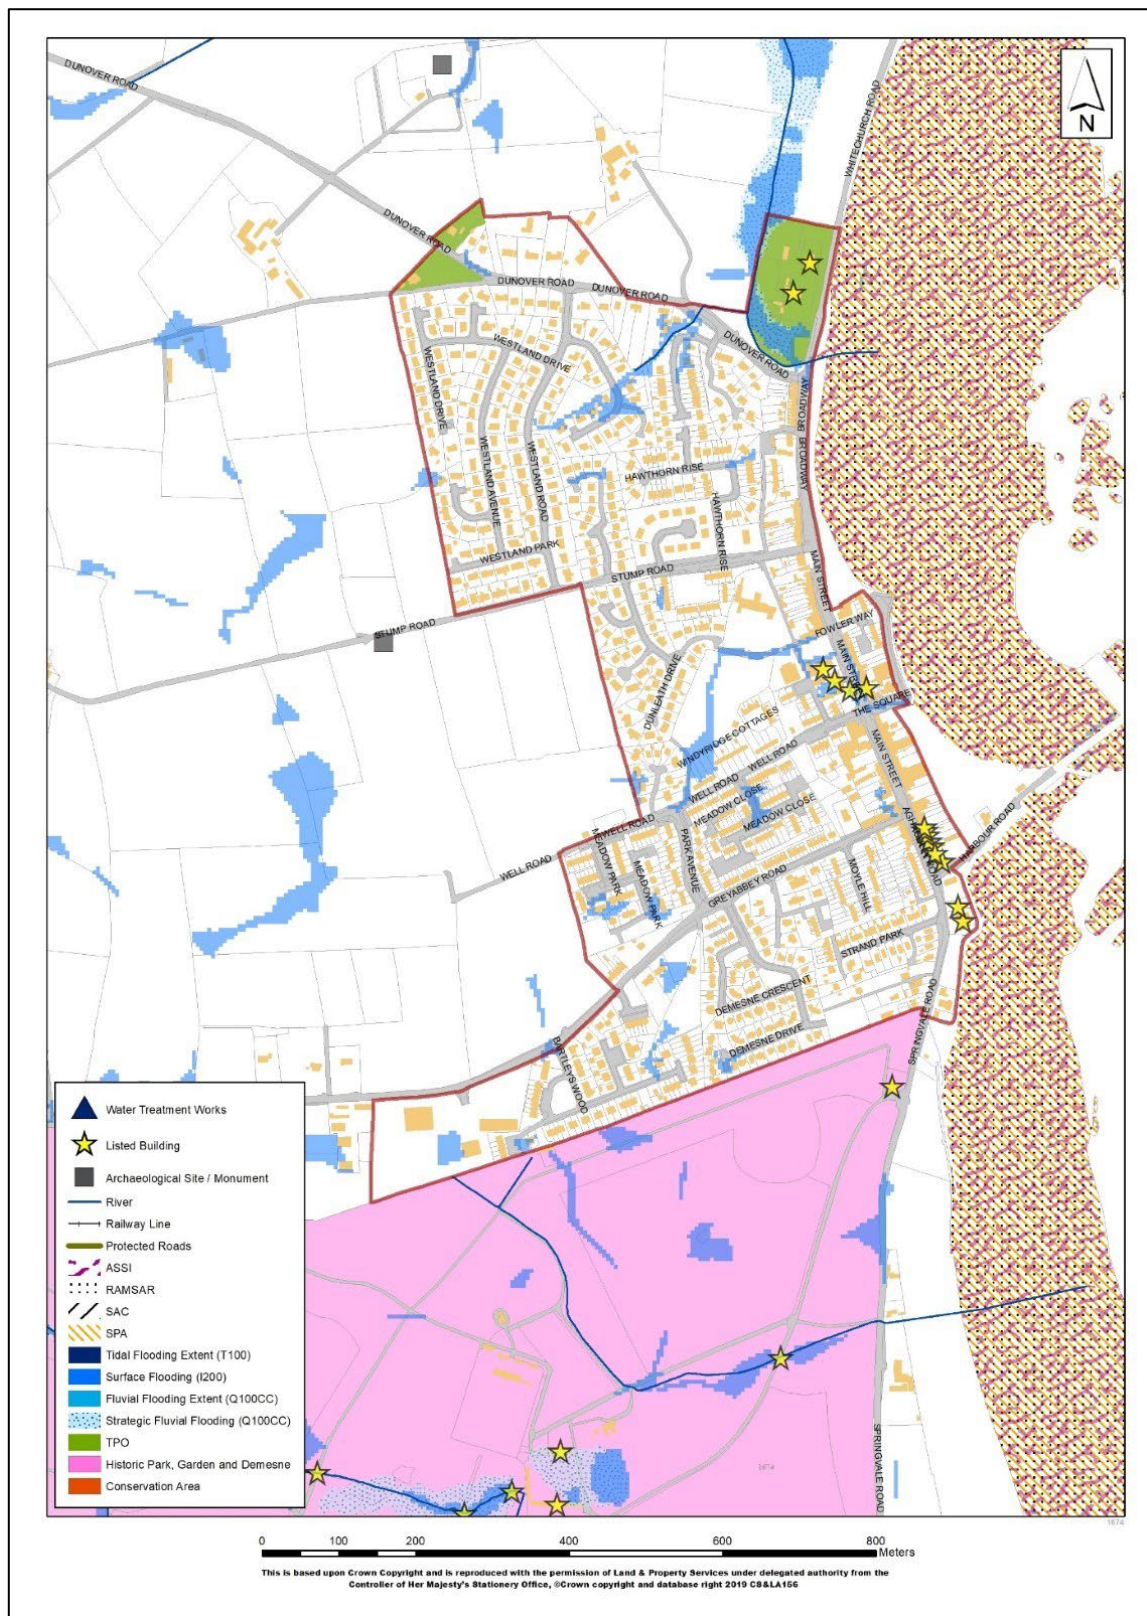 DUNOVER ROAD
WHITECHURCH ROAD
N
DUNOVER ROAD
DUNOVER ROAD
DUNOVER ROAD
DUNOVER ROAD
WESTLAND DRIVE
WESTLAND DRIVE
BROADWAY
BROADWAY
WESTLAND AVENUE
WESTLAND ROAD
HAWTHORN RISE
HAWTHORN RISE
WESTLAND PARK
STUMP ROAD
MAIN STREET
STUMP ROAD
FOWLER WAY
MAIN STREET
DUNLEATH DRIVE
THE SQUARE
WINDYRIDGE COTTAGES
WELL ROAD
MAIN STREET
WELL ROAD
MEADOW CLOSE
MEADOW CLOSE
WELL ROAD
WELL ROAD
MEADOW PARK
MEADOW PARK
PARK AVENUE
GREYABBEY ROAD
MOYLE HILL
HARBOUR ROAD
ROAD
STRAND PARK
DEMESNE CRESCENT
DEMESNE DRIVE
SPRINGVALE ROAD
BARTLEYS WOOD
Water Treatment Works
Listed Building
Archaeological Site / Monument
River
Railway Line
Protected Roads
ASSI
RAMSAR
SAC
SPA
Tidal Flooding Extent (T100)
Surface Flooding (I200)
Fluvial Flooding Extent (Q100CC)
Strategic Fluvial Flooding (Q100CC)
TPO
Historic Park, Garden and Demesne
Conservation Area
SPRINGVALE ROAD
1674
1674
0 100 200 400 600 800
Meters
This is based upon Crown Copyright and is reproduced with the permission of Land & Property Services under delegated authority from the
Controller of Her Majesty's Stationery Office, ©Crown copyright and database right 2019 CS&LA156